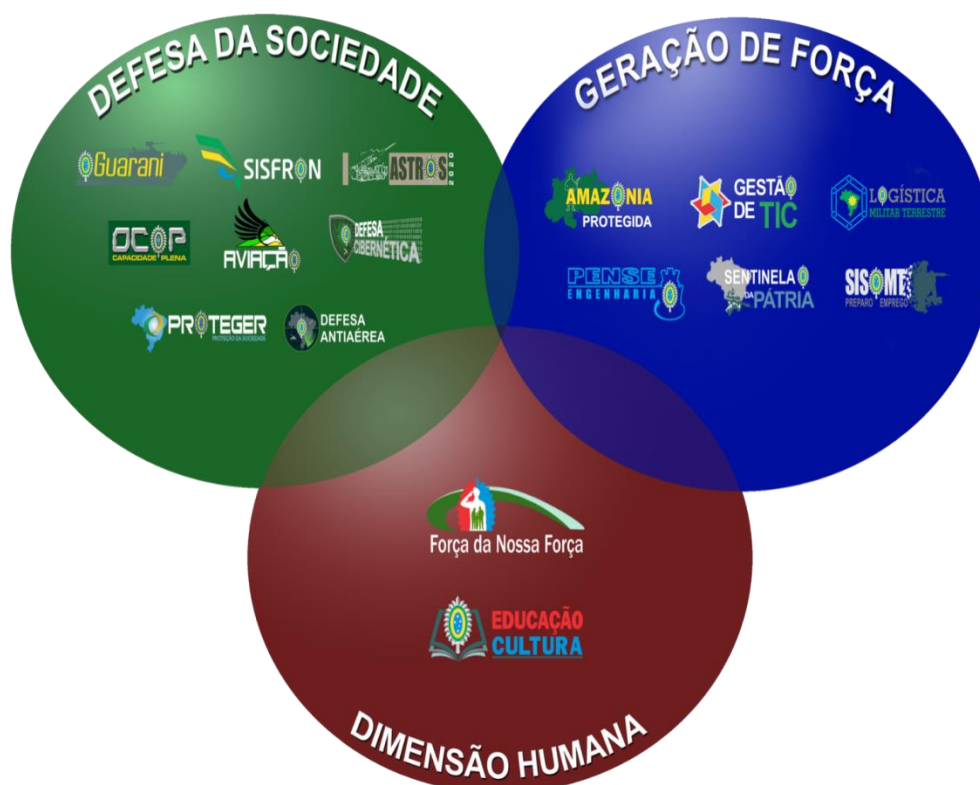 DEFESA DA SOCIEDADE
Guarani
SISFRON
ASTROS
2020
OCOP
CAPACIDADE PLENA
AVIAÇÃO
DEFESA
CIBERNÉTICA
PROTEGER
PROTEÇÃO DA SOCIEDADE
DEFESA
ANTIAÉREA
GERAÇÃO DE FORÇA
AMAZONIA
PROTEGIDA
GESTÃO
DE TIC
LOGÍSTICA
MILITAR TERRESTRE
PENSE
ENGENHARIA
SENTINELA
DA PÁTRIA
SISOMT
PREPARO EMPREGO
Força da Nossa Força
EDUCAÇÃO
CULTURA
DIMENSÃO HUMANA